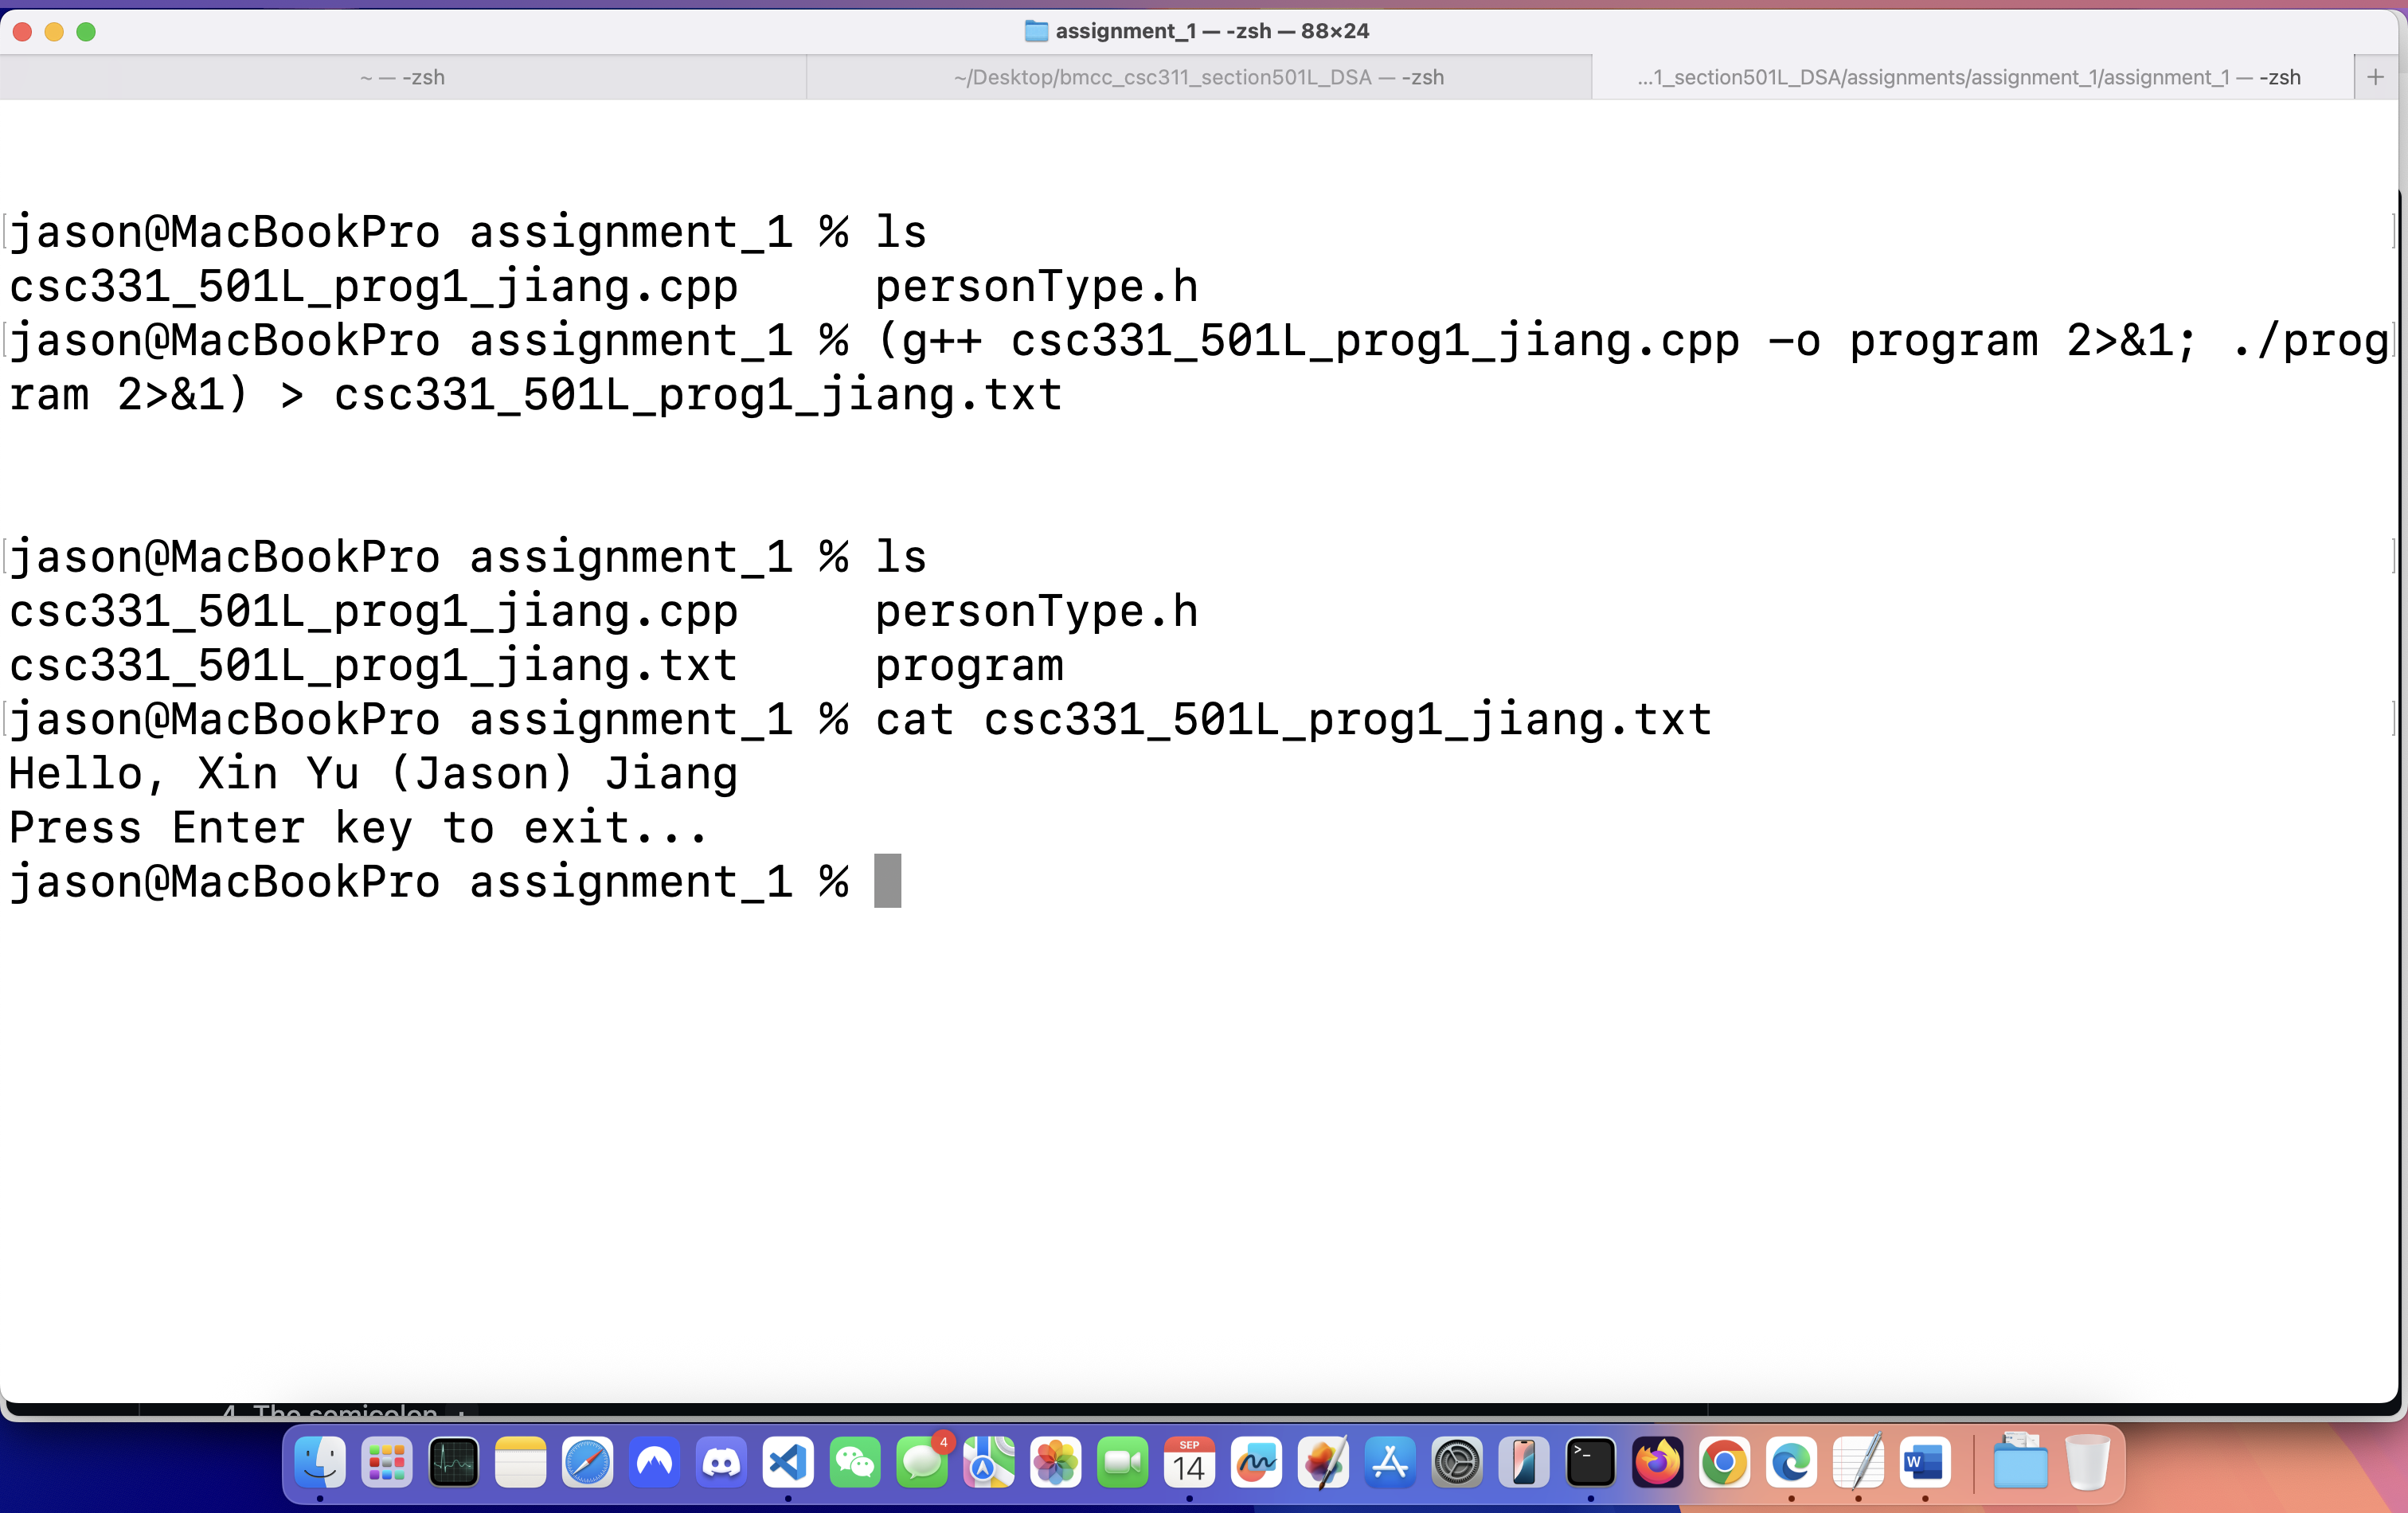 assignment_1 — -zsh — 88×24
~ — -zsh
~/Desktop/bmcc_csc311_section501L_DSA — -zsh
...1_section501L_DSA/assignments/assignment_1/assignment_1 — -zsh
jason@MacBookPro assignment_1 % ls
csc331_501L_prog1_jiang.cpp     personType.h
jason@MacBookPro assignment_1 % (g++ csc331_501L_prog1_jiang.cpp -o program 2>&1; ./prog
ram 2>&1) > csc331_501L_prog1_jiang.txt
jason@MacBookPro assignment_1 % ls
csc331_501L_prog1_jiang.cpp     personType.h
csc331_501L_prog1_jiang.txt     program
jason@MacBookPro assignment_1 % cat csc331_501L_prog1_jiang.txt
Hello, Xin Yu (Jason) Jiang
Press Enter key to exit...
jason@MacBookPro assignment_1 %
4. The semicolon
4
SEP
14
>_
W